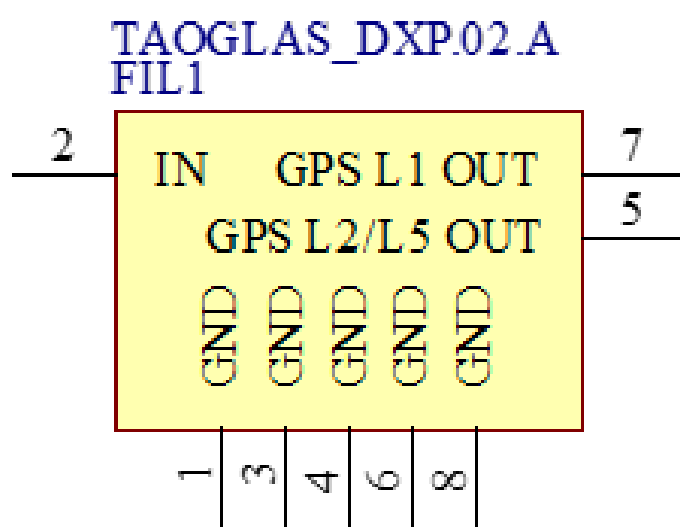 TAOGLAS_DXP.02.A
FIL1
2 IN GPS L1 OUT 7
GPS L2/L5 OUT 5
GND GND GND GND GND
1 3 4 6 8